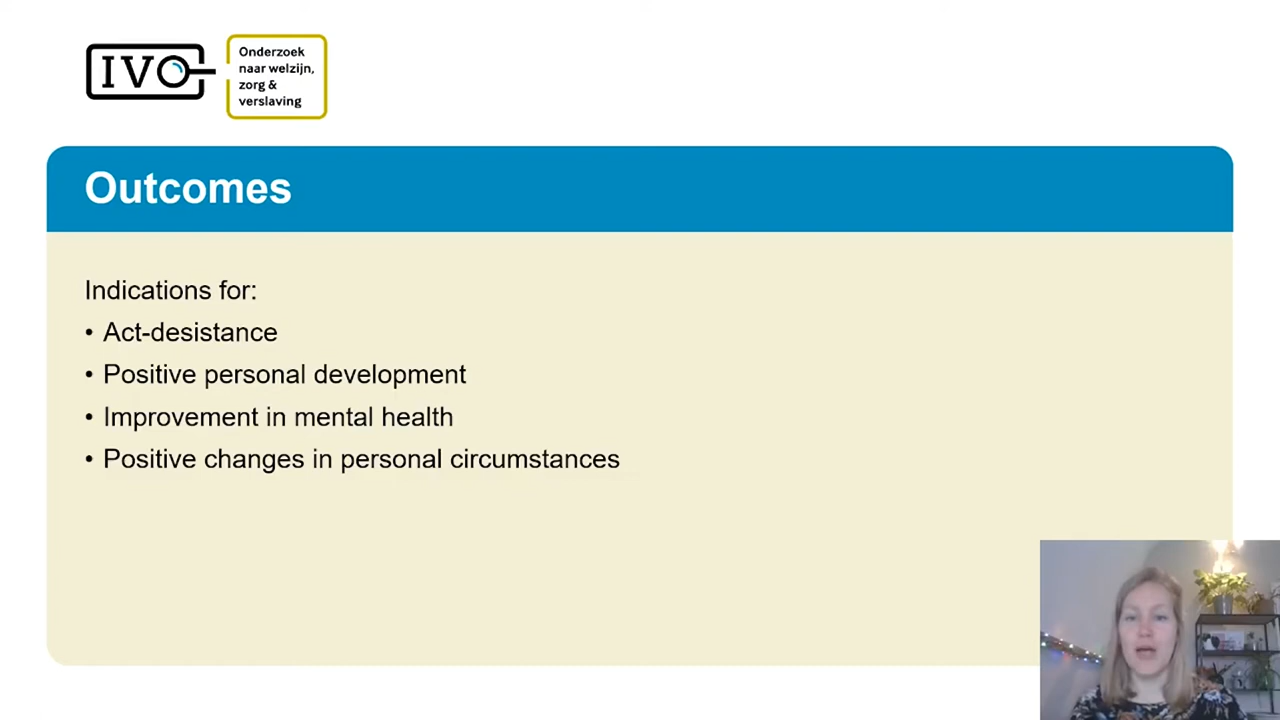 IVO
Onderzoek
naar welzijn,
zorg &
verslaving
Outcomes
Indications for:
• Act-desistance
• Positive personal development
• Improvement in mental health
• Positive changes in personal circumstances